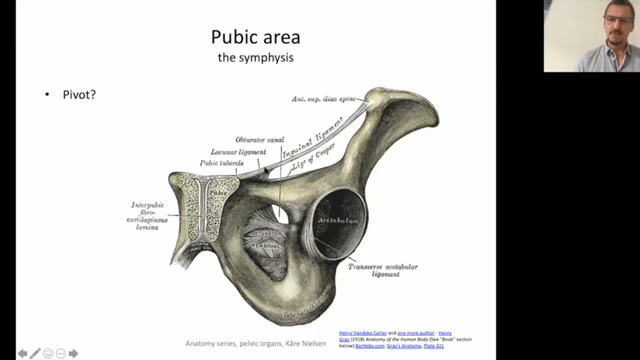 Pubic area
the symphysis
• Pivot?
Ant. sup. iliac spine
Inguinal ligament
Obturator canal
Lacunar ligament
Ligt of Cooper
Pubic tubercle
Pubis
Interpubic
fibro-
cartilaginous
lamina
Acetabulum
MEMBRANE
Transverse acetabular
ligament
Anatomy series, pelvic organs, Kåre Nielsen
Henry Vandyke Carter and one more author - Henry
Gray (1918) Anatomy of the Human Body (See "Book" section
below) Bartleby.com: Gray's Anatomy, Plate 321